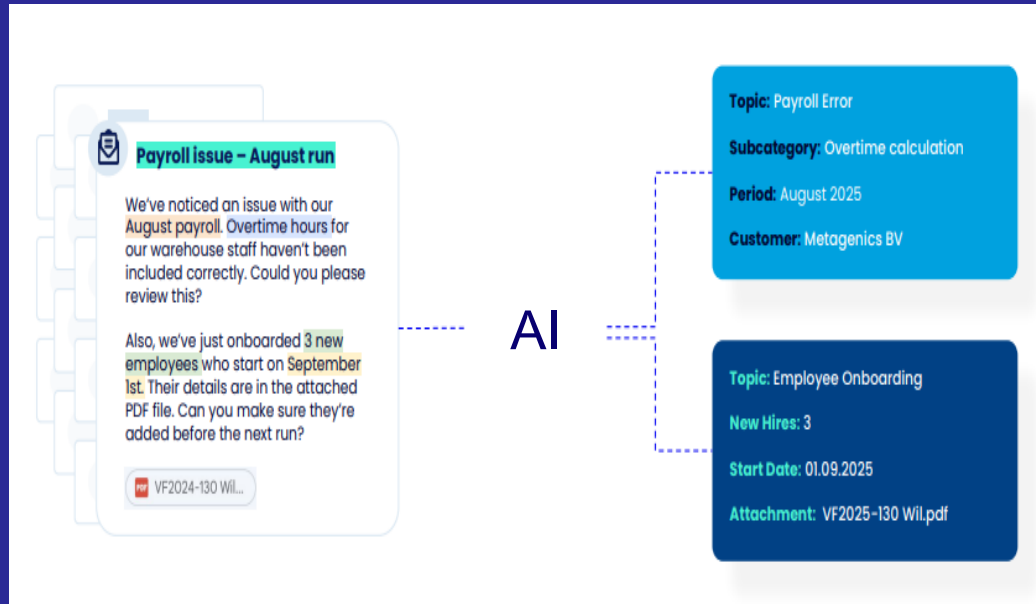 Payroll issue – August run
We've noticed an issue with our
August payroll. Overtime hours for
our warehouse staff haven't been
included correctly. Could you please
review this?
Also, we've just onboarded 3 new
employees who start on September
1st. Their details are in the attached
PDF file. Can you make sure they're
added before the next run?
PDF VF2024-130 Wil...
AI
Topic: Payroll Error
Subcategory: Overtime calculation
Period: August 2025
Customer: Metagenics BV
Topic: Employee Onboarding
New Hires: 3
Start Date: 01.09.2025
Attachment: VF2025-130 Wil.pdf